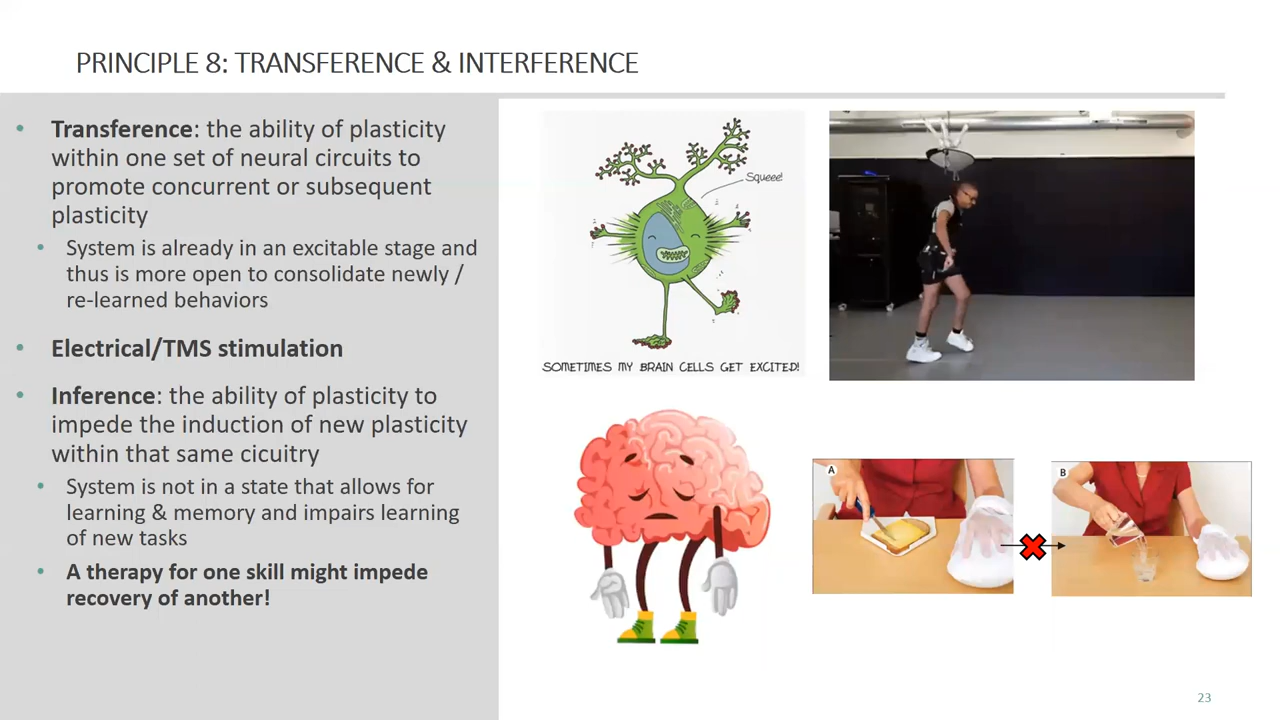 PRINCIPLE 8: TRANSFERENCE & INTERFERENCE
• Transference: the ability of plasticity
within one set of neural circuits to
promote concurrent or subsequent
plasticity
• System is already in an excitable stage and
thus is more open to consolidate newly /
re-learned behaviors
• Electrical/TMS stimulation
• Inference: the ability of plasticity to
impede the induction of new plasticity
within that same cicuitry
• System is not in a state that allows for
learning & memory and impairs learning
of new tasks
• A therapy for one skill might impede
recovery of another!
Squeee!
SOMETIMES MY BRAIN CELLS GET EXCITED!
A
B
23